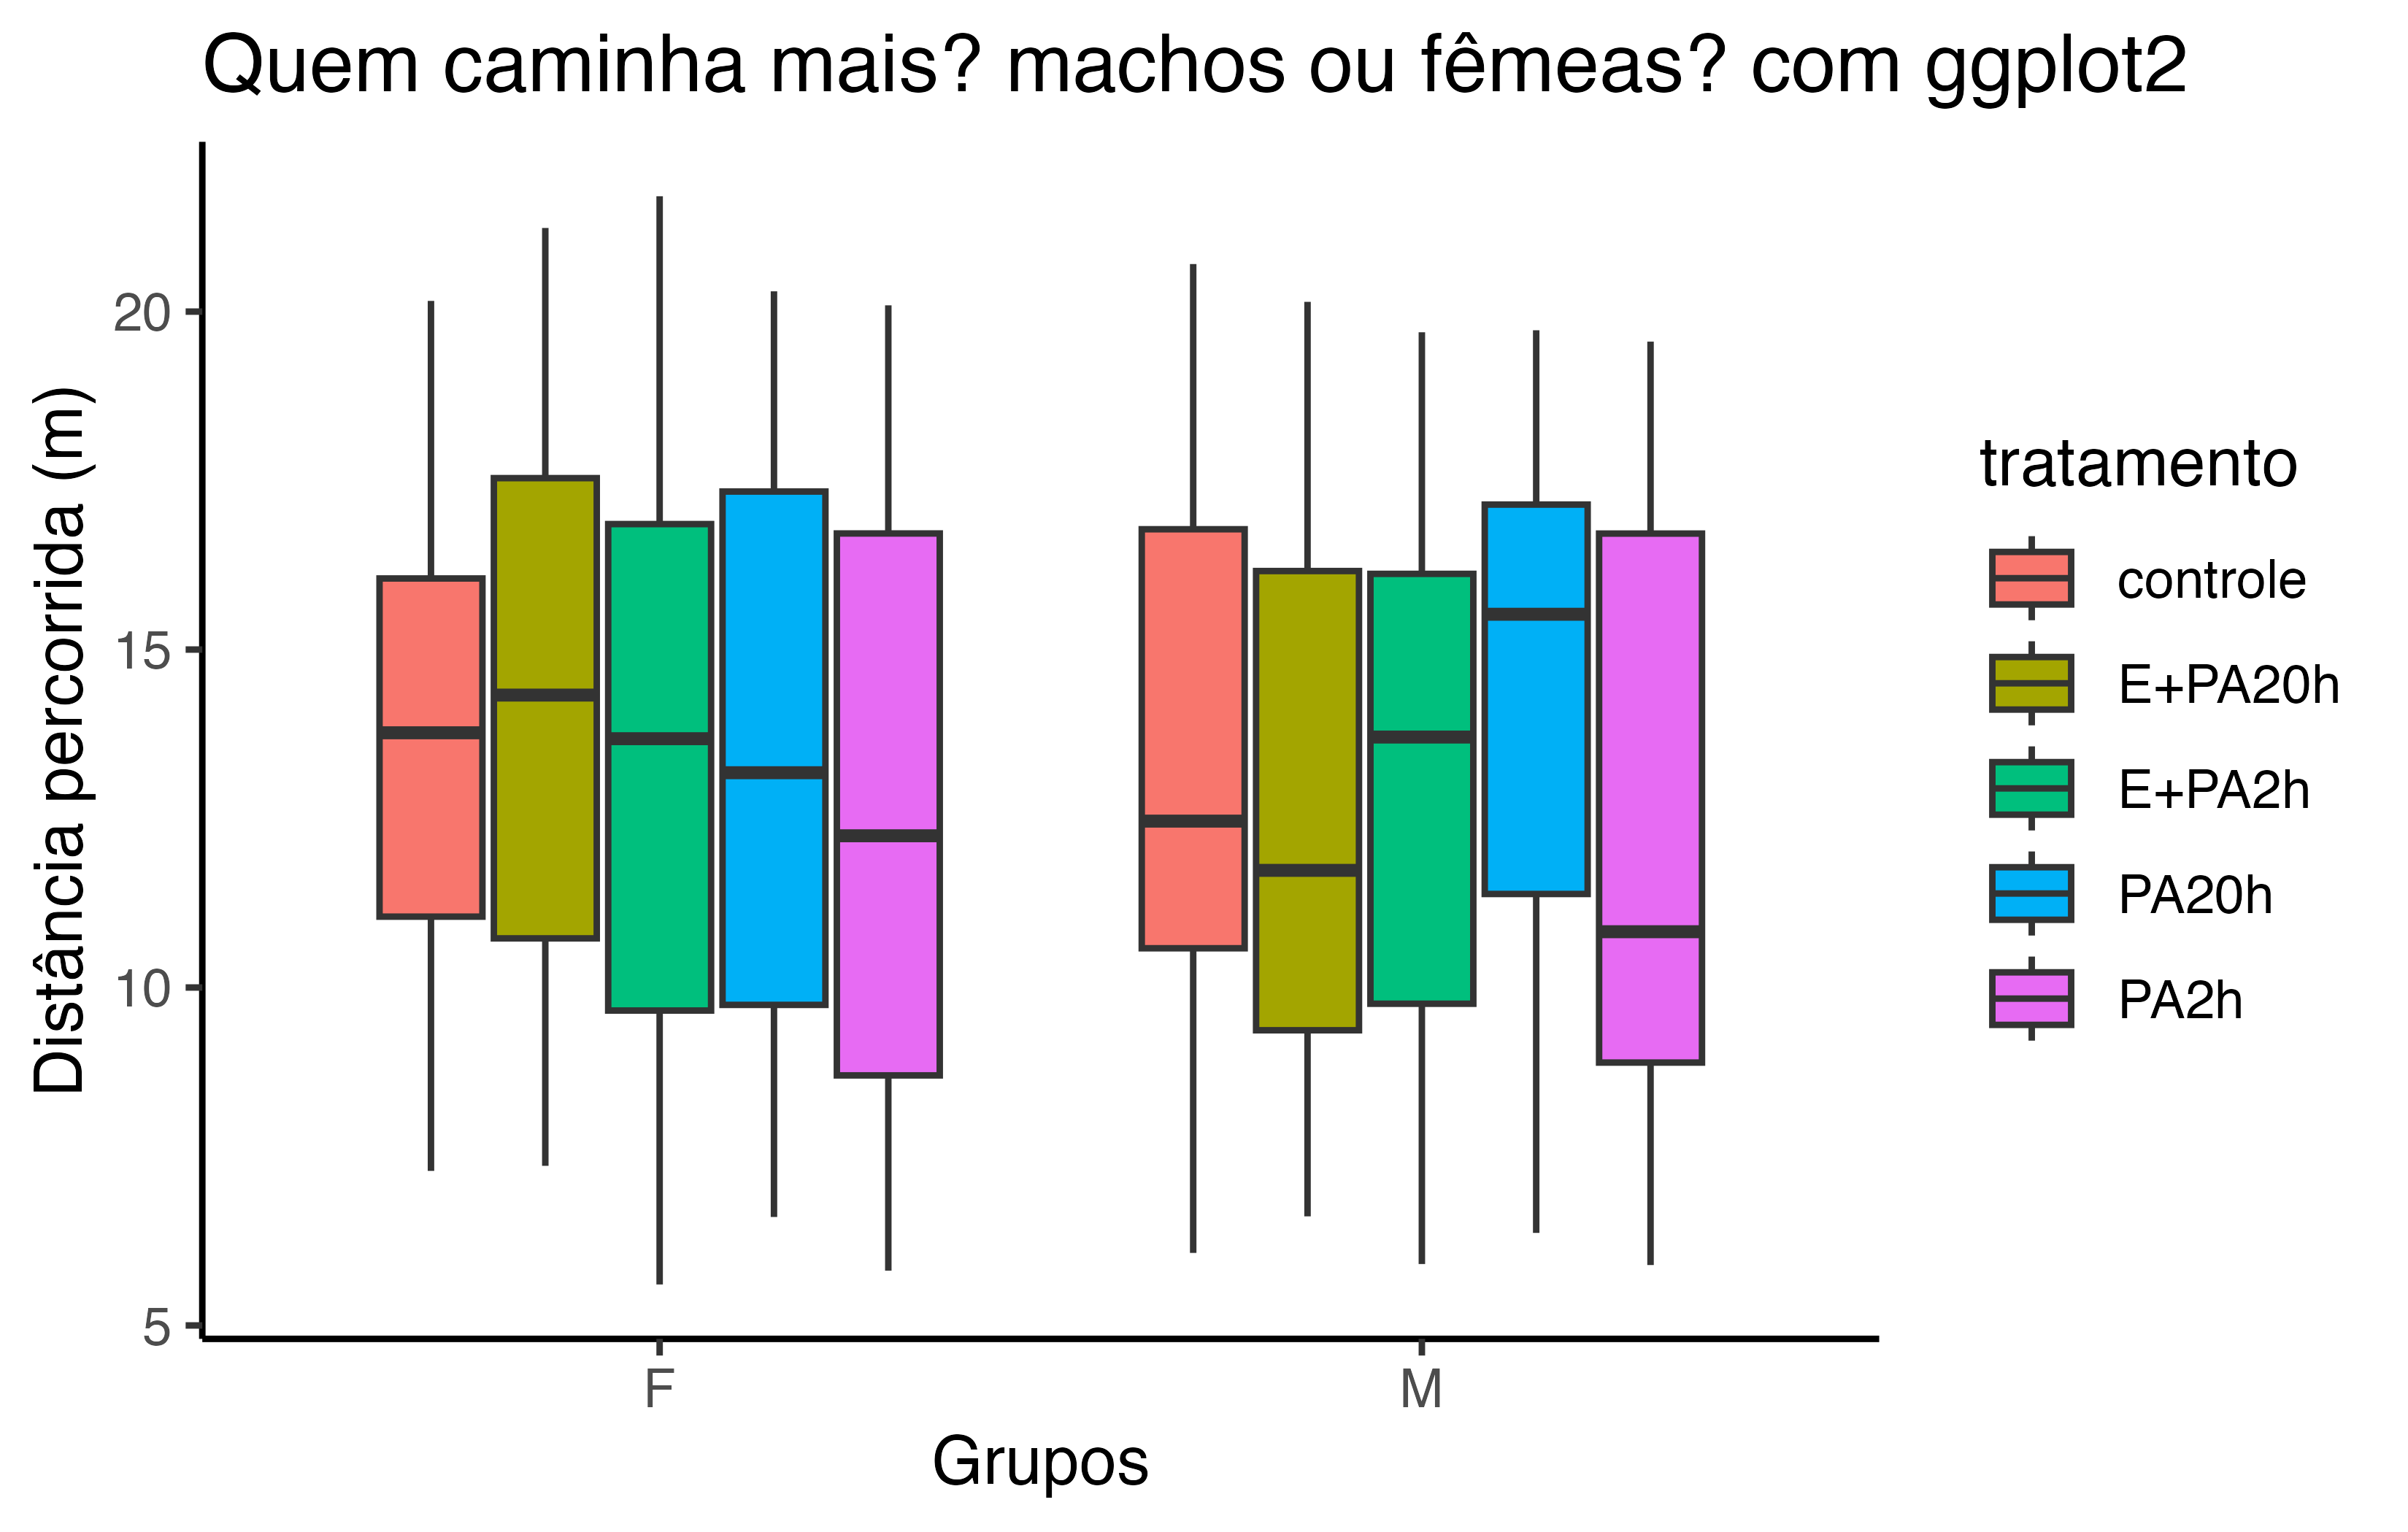 Quem caminha mais? machos ou fêmeas? com ggplot2
Distância percorrida (m)
20
15
10
5
F
M
Grupos
tratamento
controle
E+PA20h
E+PA2h
PA20h
PA2h